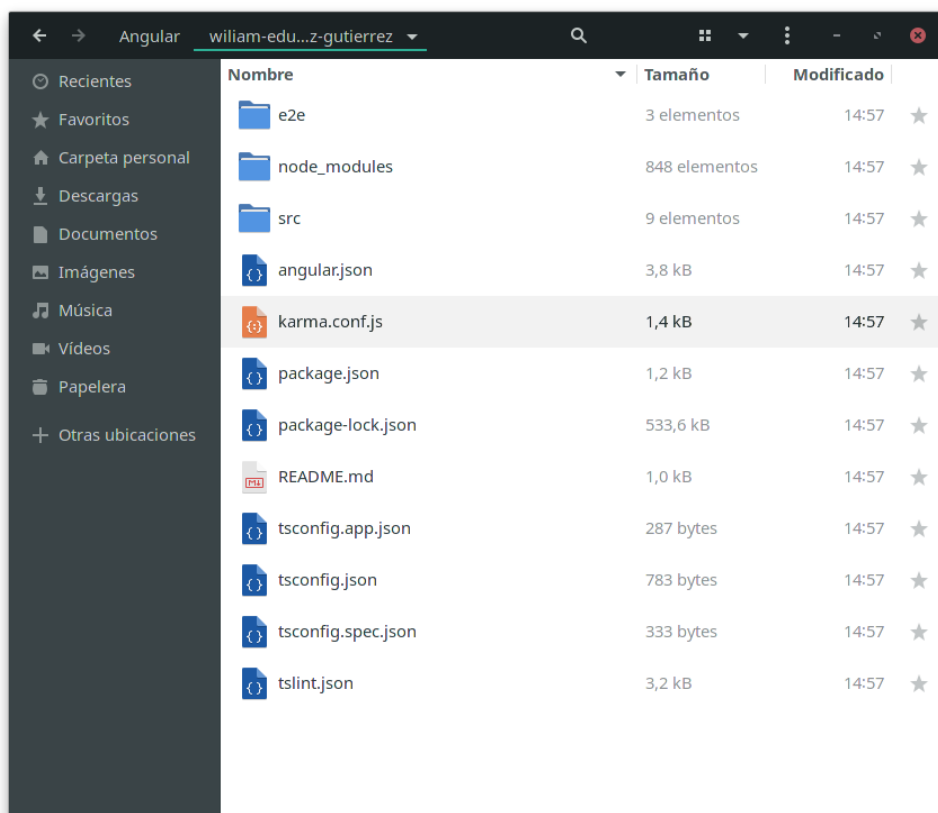 Angular wiliam-edu...z-gutierrez
Recientes
Favoritos
Carpeta personal
Descargas
Documentos
Imágenes
Música
Vídeos
Papelera
Otras ubicaciones
Nombre Tamaño Modificado
e2e 3 elementos 14:57
node_modules 848 elementos 14:57
src 9 elementos 14:57
angular.json 3,8 kB 14:57
karma.conf.js 1,4 kB 14:57
package.json 1,2 kB 14:57
package-lock.json 533,6 kB 14:57
README.md 1,0 kB 14:57
tsconfig.app.json 287 bytes 14:57
tsconfig.json 783 bytes 14:57
tsconfig.spec.json 333 bytes 14:57
tslint.json 3,2 kB 14:57